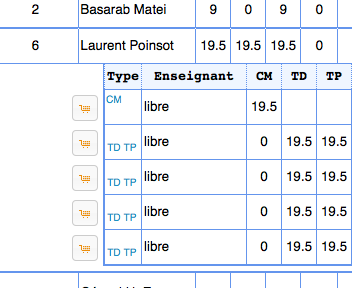 2 Basarab Matei 9 0 9 0
6 Laurent Poinsot 19.5 19.5 19.5 0
Type Enseignant CM TD TP
CM libre 19.5
TD TP libre 0 19.5 19.5
TD TP libre 0 19.5 19.5
TD TP libre 0 19.5 19.5
TD TP libre 0 19.5 19.5